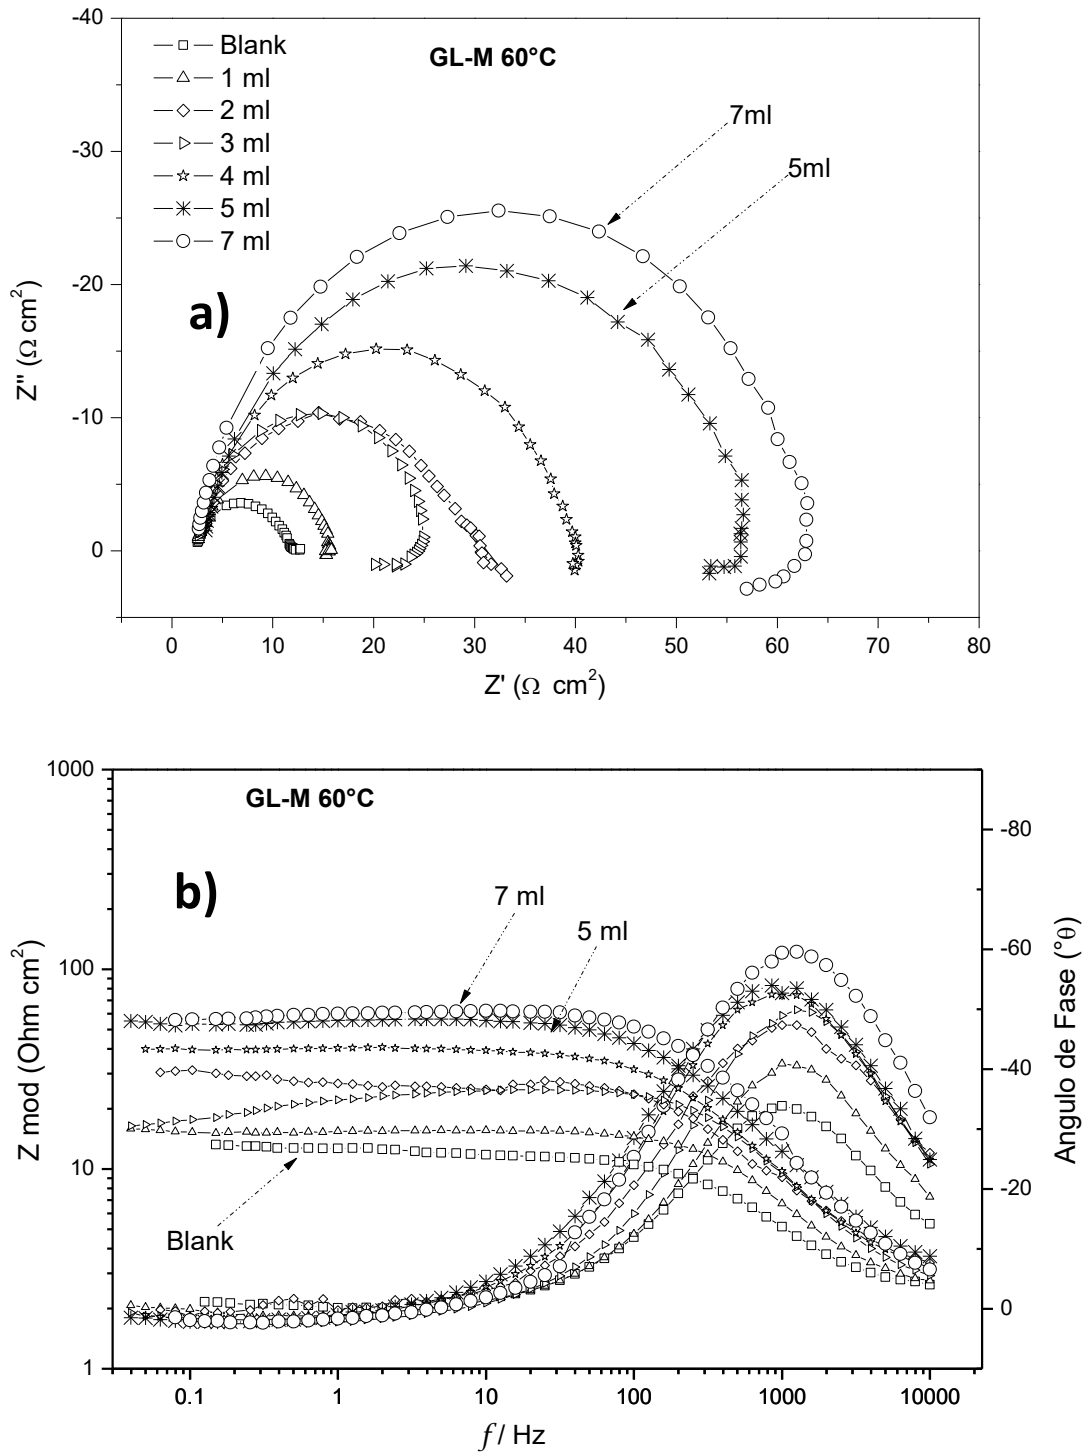 -40
GL-M 60°C
Blank
1 ml
2 ml
3 ml
4 ml
5 ml
7 ml
7ml
5ml
-30
-20
-10
0
a)
Z'' (Ω cm²)
0 10 20 30 40 50 60 70 80
Z' (Ω cm²)
1000
GL-M 60°C
b)
7 ml
5 ml
Blank
100
10
1
Z mod (Ohm cm²)
-80
-60
-40
-20
0
Angulo de Fase (°θ)
0.1 1 10 100 1000 10000
f / Hz